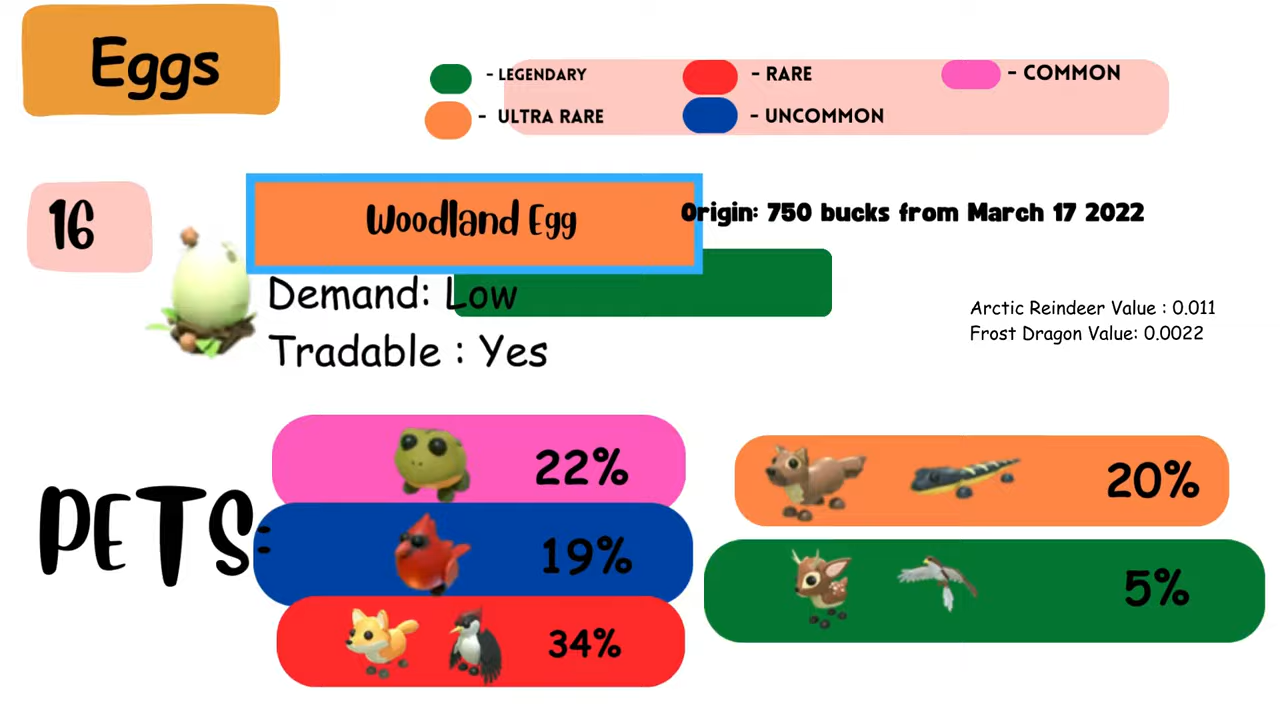 Eggs
- LEGENDARY
- RARE
- COMMON
- ULTRA RARE
- UNCOMMON
16
Woodland Egg
Origin: 750 bucks from March 17 2022
Demand: Low
Tradable : Yes
Arctic Reindeer Value : 0.011
Frost Dragon Value: 0.0022
PETS:
22%
19%
34%
20%
5%